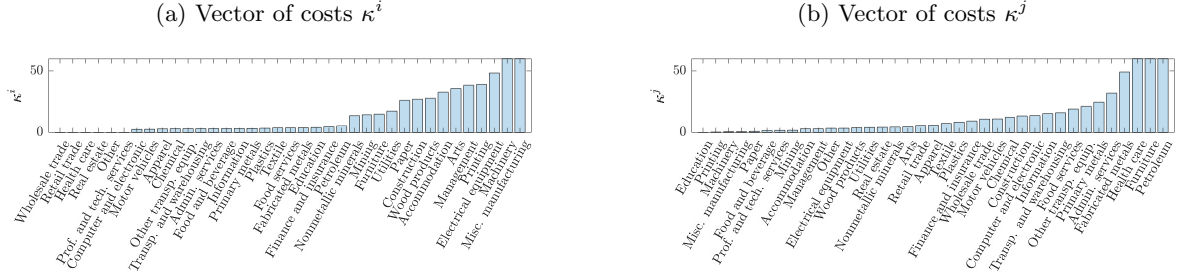 (a) Vector of costs κ^i
κ^i
50
0
Wholesale trade
Retail trade
Health care
Real estate
Other
Prof. and tech. services
Computer and electronic
Motor vehicles
Apparel
Chemical
Other transp. equip.
Transp. and warehousing
Admin. services
Food and beverage
Information
Primary metals
Plastics
Textile
Food services
Fabricated metals
Education
Finance and insurance
Petroleum
Nonmetallic minerals
Mining
Furniture
Utilities
Paper
Construction
Wood products
Accommodation
Arts
Management
Printing
Electrical equipment
Machinery
Misc. manufacturing
(b) Vector of costs κ^j
κ^j
50
0
Education
Printing
Machinery
Misc. manufacturing
Paper
Food and beverage
Prof. and tech. services
Mining
Accommodation
Management
Other
Electrical equipment
Wood products
Utilities
Real estate
Nonmetallic minerals
Arts
Retail trade
Apparel
Textile
Plastics
Finance and insurance
Wholesale trade
Motor vehicles
Chemical
Construction
Computer and electronic
Information
Transp. and warehousing
Food services
Other transp. equip.
Primary metals
Admin. services
Fabricated metals
Health care
Furniture
Petroleum